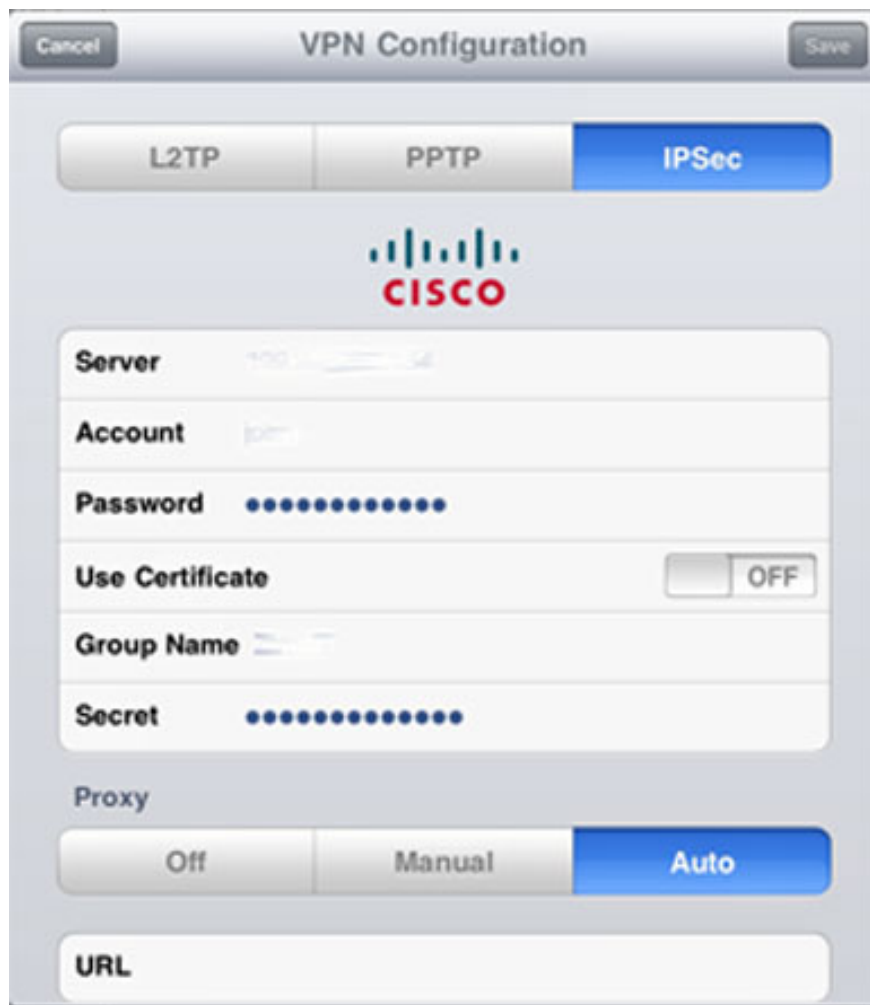 Cancel VPN Configuration Save
L2TP PPTP IPSec
CISCO
Server
Account
Password ••••••••••••
Use Certificate OFF
Group Name
Secret •••••••••••••
Proxy
Off Manual Auto
URL